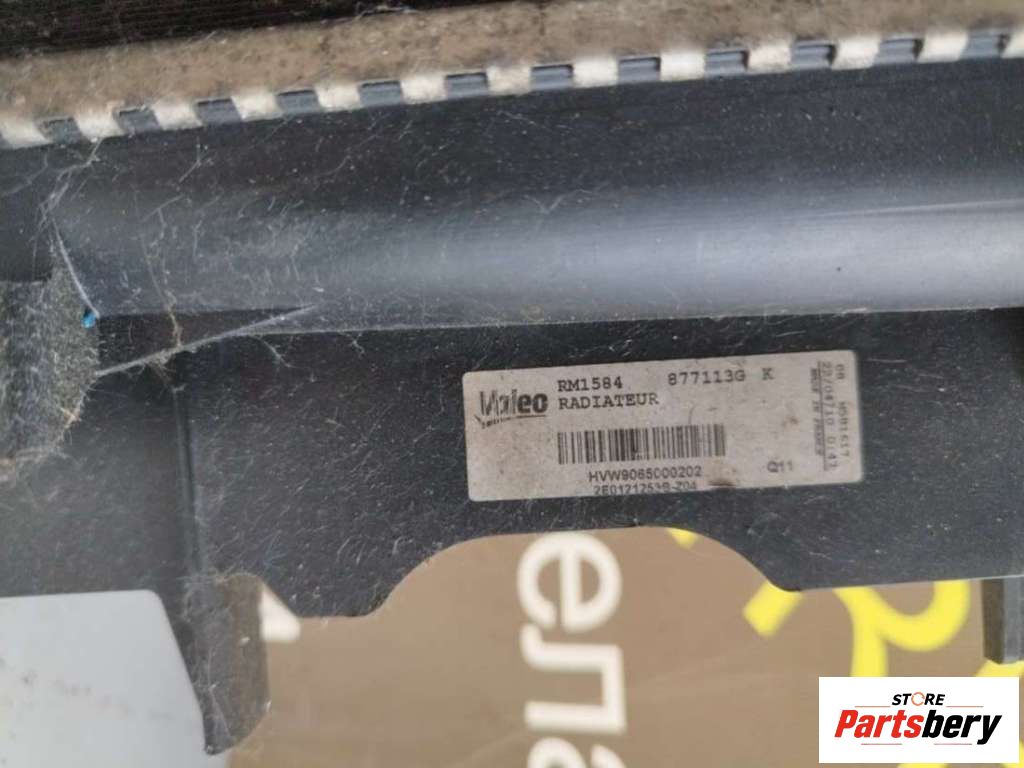 Valeo
RM1584 877113G K
RADIATEUR
HVW9065000202
Q11
2E0121253B-Z04
MADE IN FRANCE
STORE
Partsbery